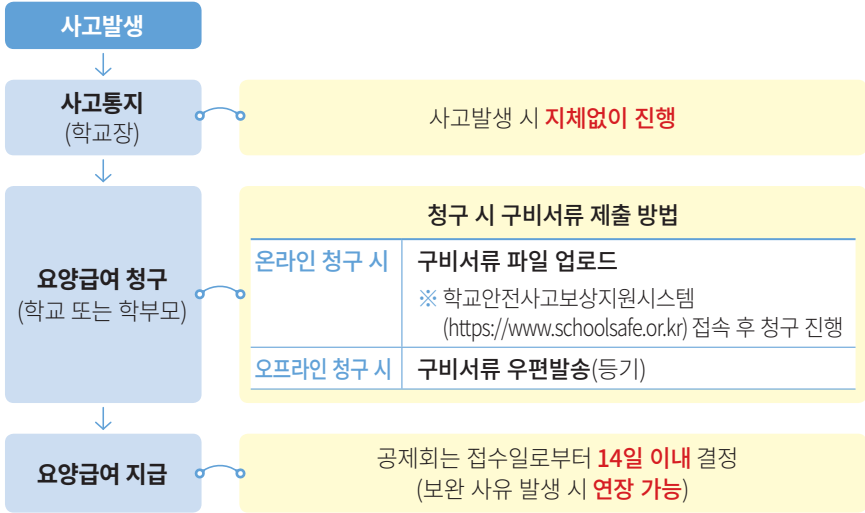 사고발생
사고통지
(학교장)
사고발생 시 지체없이 진행
요양급여 청구
(학교 또는 학부모)
청구 시 구비서류 제출 방법
온라인 청구 시
구비서류 파일 업로드
※ 학교안전사고보상지원시스템
(https://www.schoolsafe.or.kr) 접속 후 청구 진행
오프라인 청구 시
구비서류 우편발송(등기)
요양급여 지급
공제회는 접수일로부터 14일 이내 결정
(보완 사유 발생 시 연장 가능)